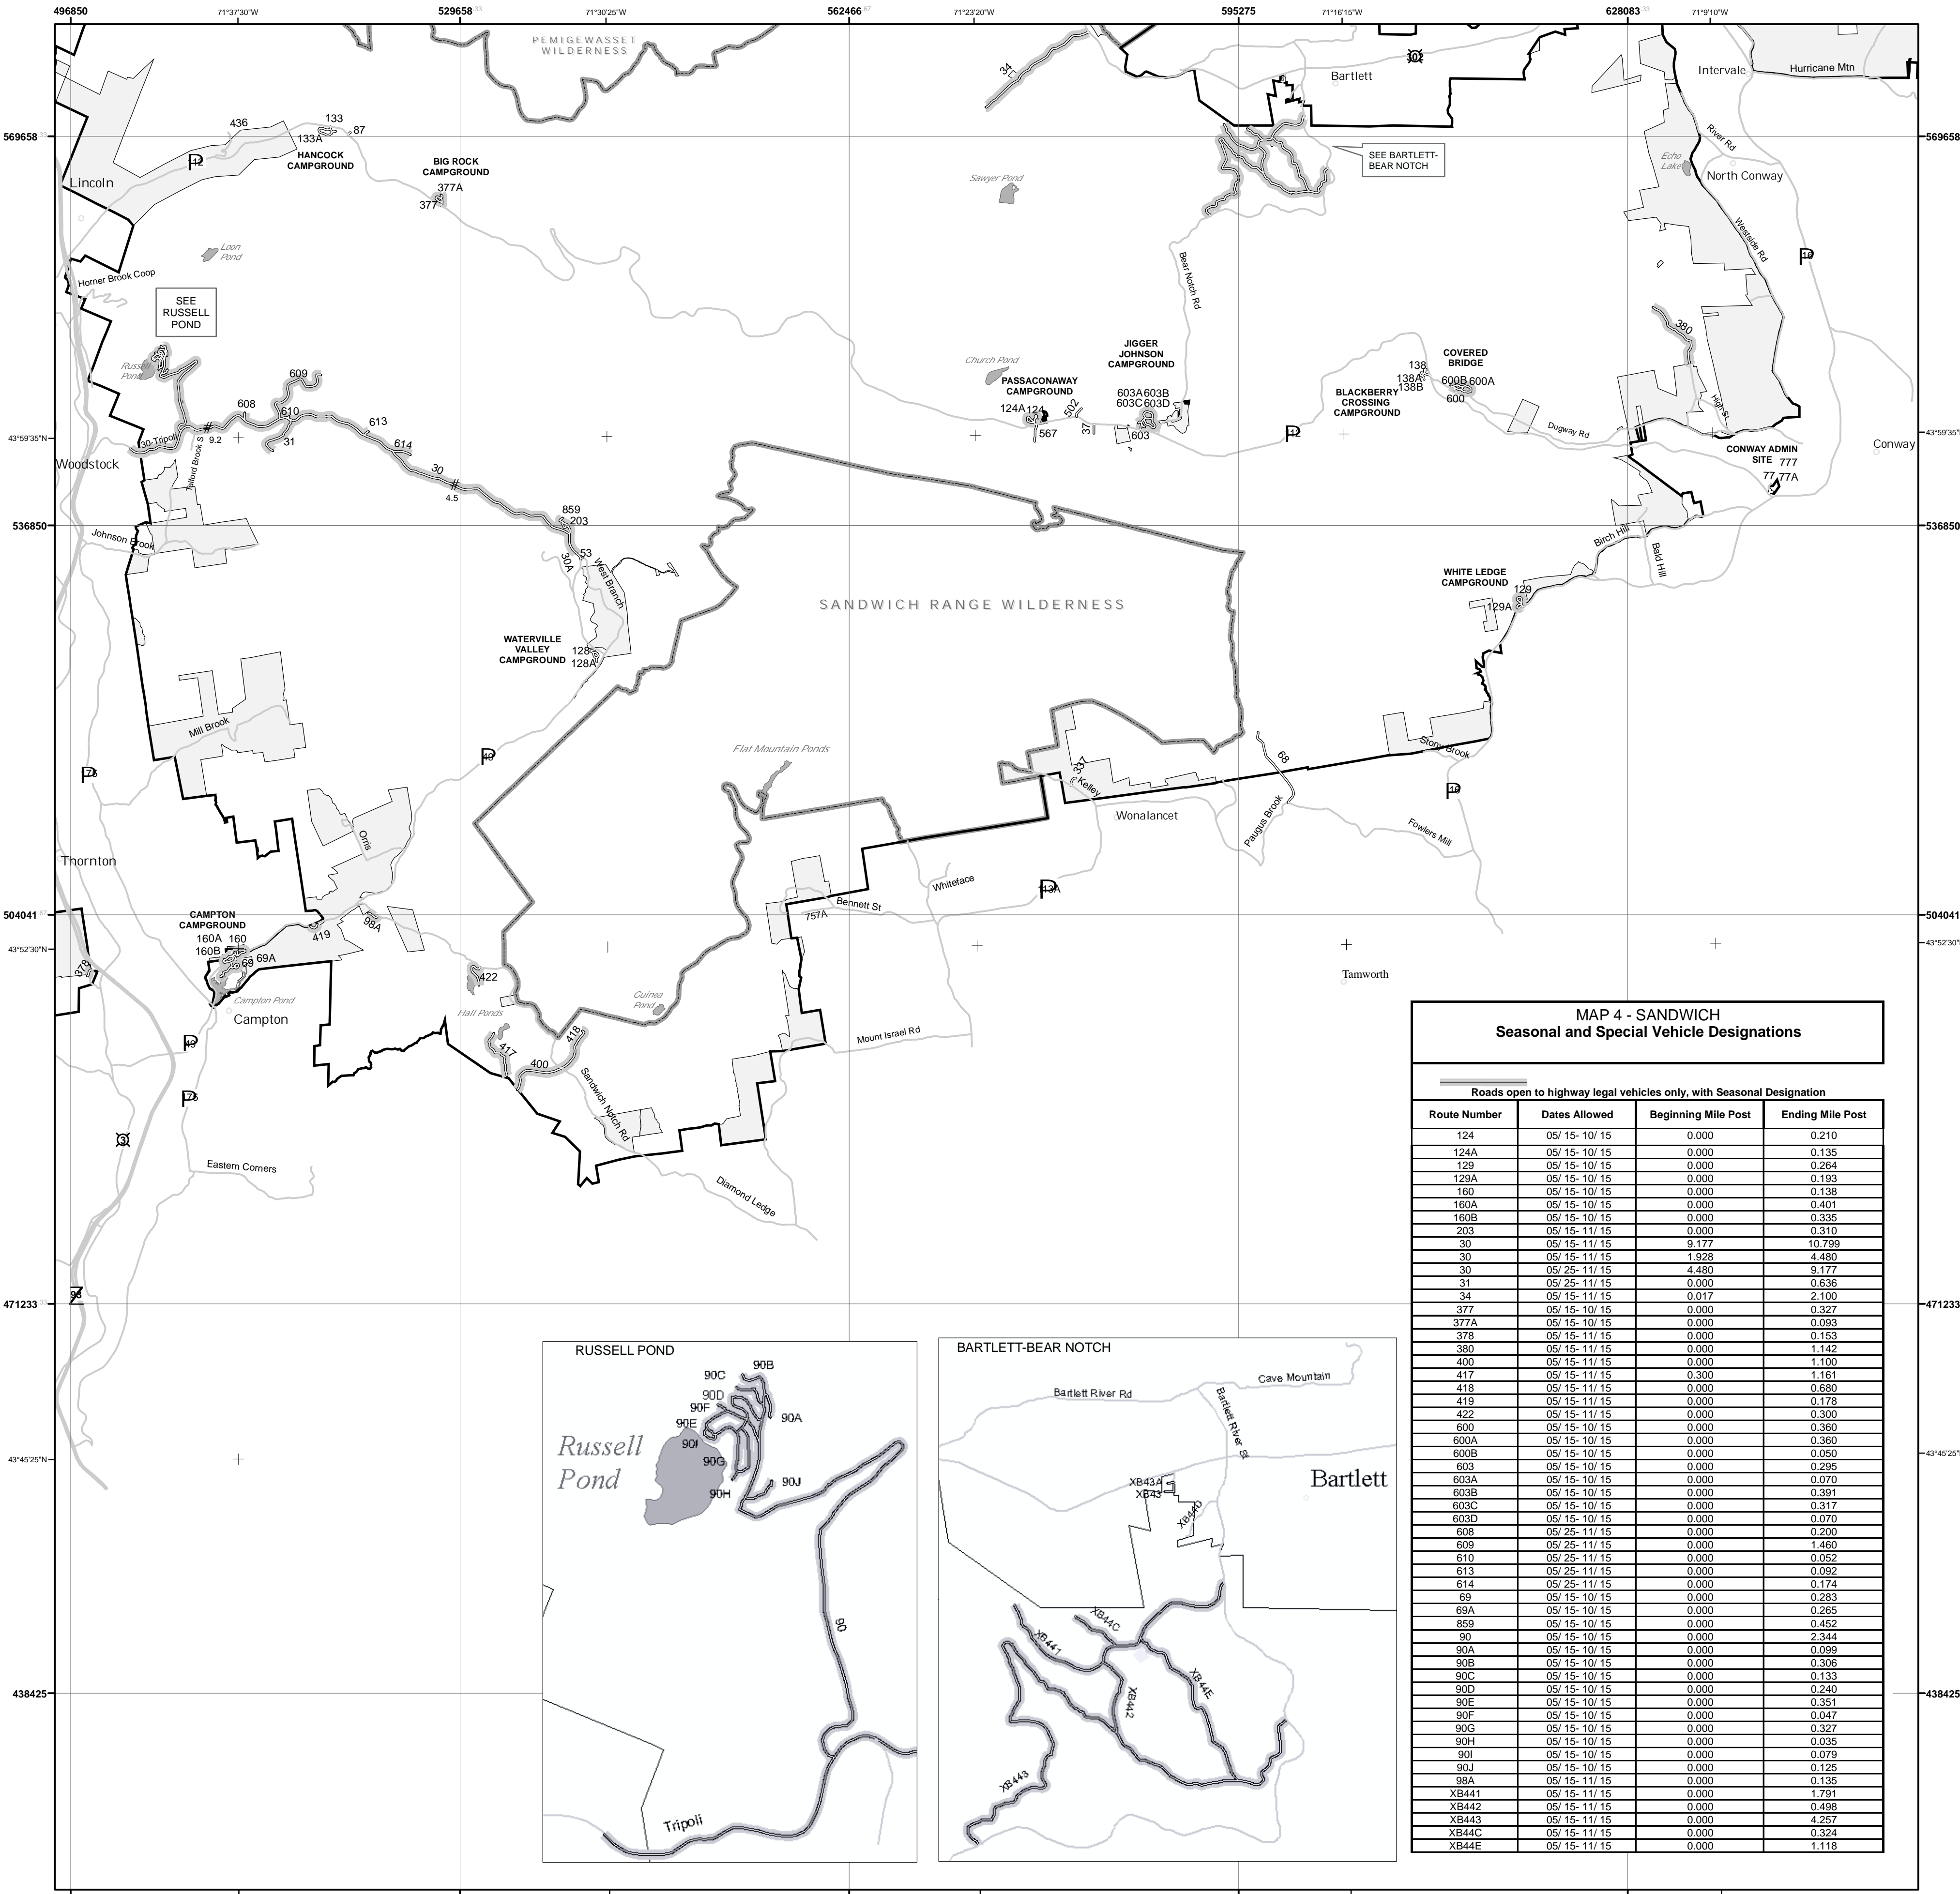 496850
71°37'30"W
529658
71°30'25"W
562466
71°23'20"W
595275
71°16'15"W
628083
71°9'10"W
PEMIGEWASSET
WILDERNESS
34
302
Bartlett
Intervale
Hurricane Mtn
569658
569658
436
133
133A
87
HANCOCK
CAMPGROUND
112
Lincoln
BIG ROCK
CAMPGROUND
377A
377
SEE BARTLETT-
BEAR NOTCH
River Rd
Echo
Lake
North Conway
Sawyer Pond
Westside Rd
Loon
Pond
Horner Brook Coop
Bear Notch Rd
16
SEE
RUSSELL
POND
Russell
Pond
609
608
610
31
613
614
380
Church Pond
JIGGER
JOHNSON
CAMPGROUND
PASSACONAWAY
CAMPGROUND
603A 603B
603C 603D
603
124A 124
502
567
37
138
138A
138B
BLACKBERRY
CROSSING
CAMPGROUND
COVERED
BRIDGE
600B 600A
600
High St
Dugway Rd
112
43°59'35"N
43°59'35"N
30-Tripoli
9.2
Woodstock
30
4.5
Conway
CONWAY ADMIN
SITE
777
77
77A
536850
536850
Johnson Brook
859
203
53
30A
West Branch
Birch Hill
Bald Hill
WHITE LEDGE
CAMPGROUND
129
129A
SANDWICH RANGE WILDERNESS
WATERVILLE
VALLEY
CAMPGROUND
128
128A
Mill Brook
49
175
Flat Mountain Ponds
337
Kelley
Wonalancet
68
Paugus Brook
Stony Brook
16
Fowlers Mill
Orris
Thornton
Whiteface
113A
Bennett St
757A
504041
504041
CAMPTON
CAMPGROUND
160A 160
160B
69
69A
419
98A
43°52'30"N
43°52'30"N
378
Campton Pond
Campton
422
Hall Ponds
Guinea
Pond
Tamworth
49
417
418
400
Mount Israel Rd
175
Sandwich Notch Rd
3
Eastern Corners
Diamond Ledge
93
471233
471233
43°45'25"N
43°45'25"N
438425
438425
RUSSELL POND
90B
90C
90D
90F
90E
90A
90I
90G
90H
90J
Russell
Pond
90
Tripoli
BARTLETT-BEAR NOTCH
Cave Mountain
Bartlett River Rd
Bartlett River St
Bartlett
XB43A
XB43
XB44D
XB44C
XB441
XB44E
XB442
XB443
MAP 4 - SANDWICH
Seasonal and Special Vehicle Designations
Roads open to highway legal vehicles only, with Seasonal Designation
Route Number Dates Allowed Beginning Mile Post Ending Mile Post
124 05/ 15- 10/ 15 0.000 0.210
124A 05/ 15- 10/ 15 0.000 0.135
129 05/ 15- 10/ 15 0.000 0.264
129A 05/ 15- 10/ 15 0.000 0.193
160 05/ 15- 10/ 15 0.000 0.138
160A 05/ 15- 10/ 15 0.000 0.401
160B 05/ 15- 10/ 15 0.000 0.335
203 05/ 15- 11/ 15 0.000 0.310
30 05/ 15- 11/ 15 9.177 10.799
30 05/ 15- 11/ 15 1.928 4.480
30 05/ 25- 11/ 15 4.480 9.177
31 05/ 25- 11/ 15 0.000 0.636
34 05/ 15- 11/ 15 0.017 2.100
377 05/ 15- 10/ 15 0.000 0.327
377A 05/ 15- 10/ 15 0.000 0.093
378 05/ 15- 11/ 15 0.000 0.153
380 05/ 15- 11/ 15 0.000 1.142
400 05/ 15- 11/ 15 0.000 1.100
417 05/ 15- 11/ 15 0.300 1.161
418 05/ 15- 11/ 15 0.000 0.680
419 05/ 15- 11/ 15 0.000 0.178
422 05/ 15- 11/ 15 0.000 0.300
600 05/ 15- 10/ 15 0.000 0.360
600A 05/ 15- 10/ 15 0.000 0.360
600B 05/ 15- 10/ 15 0.000 0.050
603 05/ 15- 10/ 15 0.000 0.295
603A 05/ 15- 10/ 15 0.000 0.070
603B 05/ 15- 10/ 15 0.000 0.391
603C 05/ 15- 10/ 15 0.000 0.317
603D 05/ 15- 10/ 15 0.000 0.070
608 05/ 25- 11/ 15 0.000 0.200
609 05/ 25- 11/ 15 0.000 1.460
610 05/ 25- 11/ 15 0.000 0.052
613 05/ 25- 11/ 15 0.000 0.092
614 05/ 25- 11/ 15 0.000 0.174
69 05/ 15- 10/ 15 0.000 0.283
69A 05/ 15- 10/ 15 0.000 0.265
859 05/ 15- 11/ 15 0.000 0.452
90 05/ 15- 10/ 15 0.000 2.344
90A 05/ 15- 10/ 15 0.000 0.099
90B 05/ 15- 10/ 15 0.000 0.306
90C 05/ 15- 10/ 15 0.000 0.133
90D 05/ 15- 10/ 15 0.000 0.240
90E 05/ 15- 10/ 15 0.000 0.351
90F 05/ 15- 10/ 15 0.000 0.047
90G 05/ 15- 10/ 15 0.000 0.327
90H 05/ 15- 10/ 15 0.000 0.035
90I 05/ 15- 10/ 15 0.000 0.079
90J 05/ 15- 10/ 15 0.000 0.125
98A 05/ 15- 11/ 15 0.000 0.135
XB441 05/ 15- 11/ 15 0.000 1.791
XB442 05/ 15- 11/ 15 0.000 0.498
XB443 05/ 15- 11/ 15 0.000 4.257
XB44C 05/ 15- 11/ 15 0.000 0.324
XB44E 05/ 15- 11/ 15 0.000 1.118